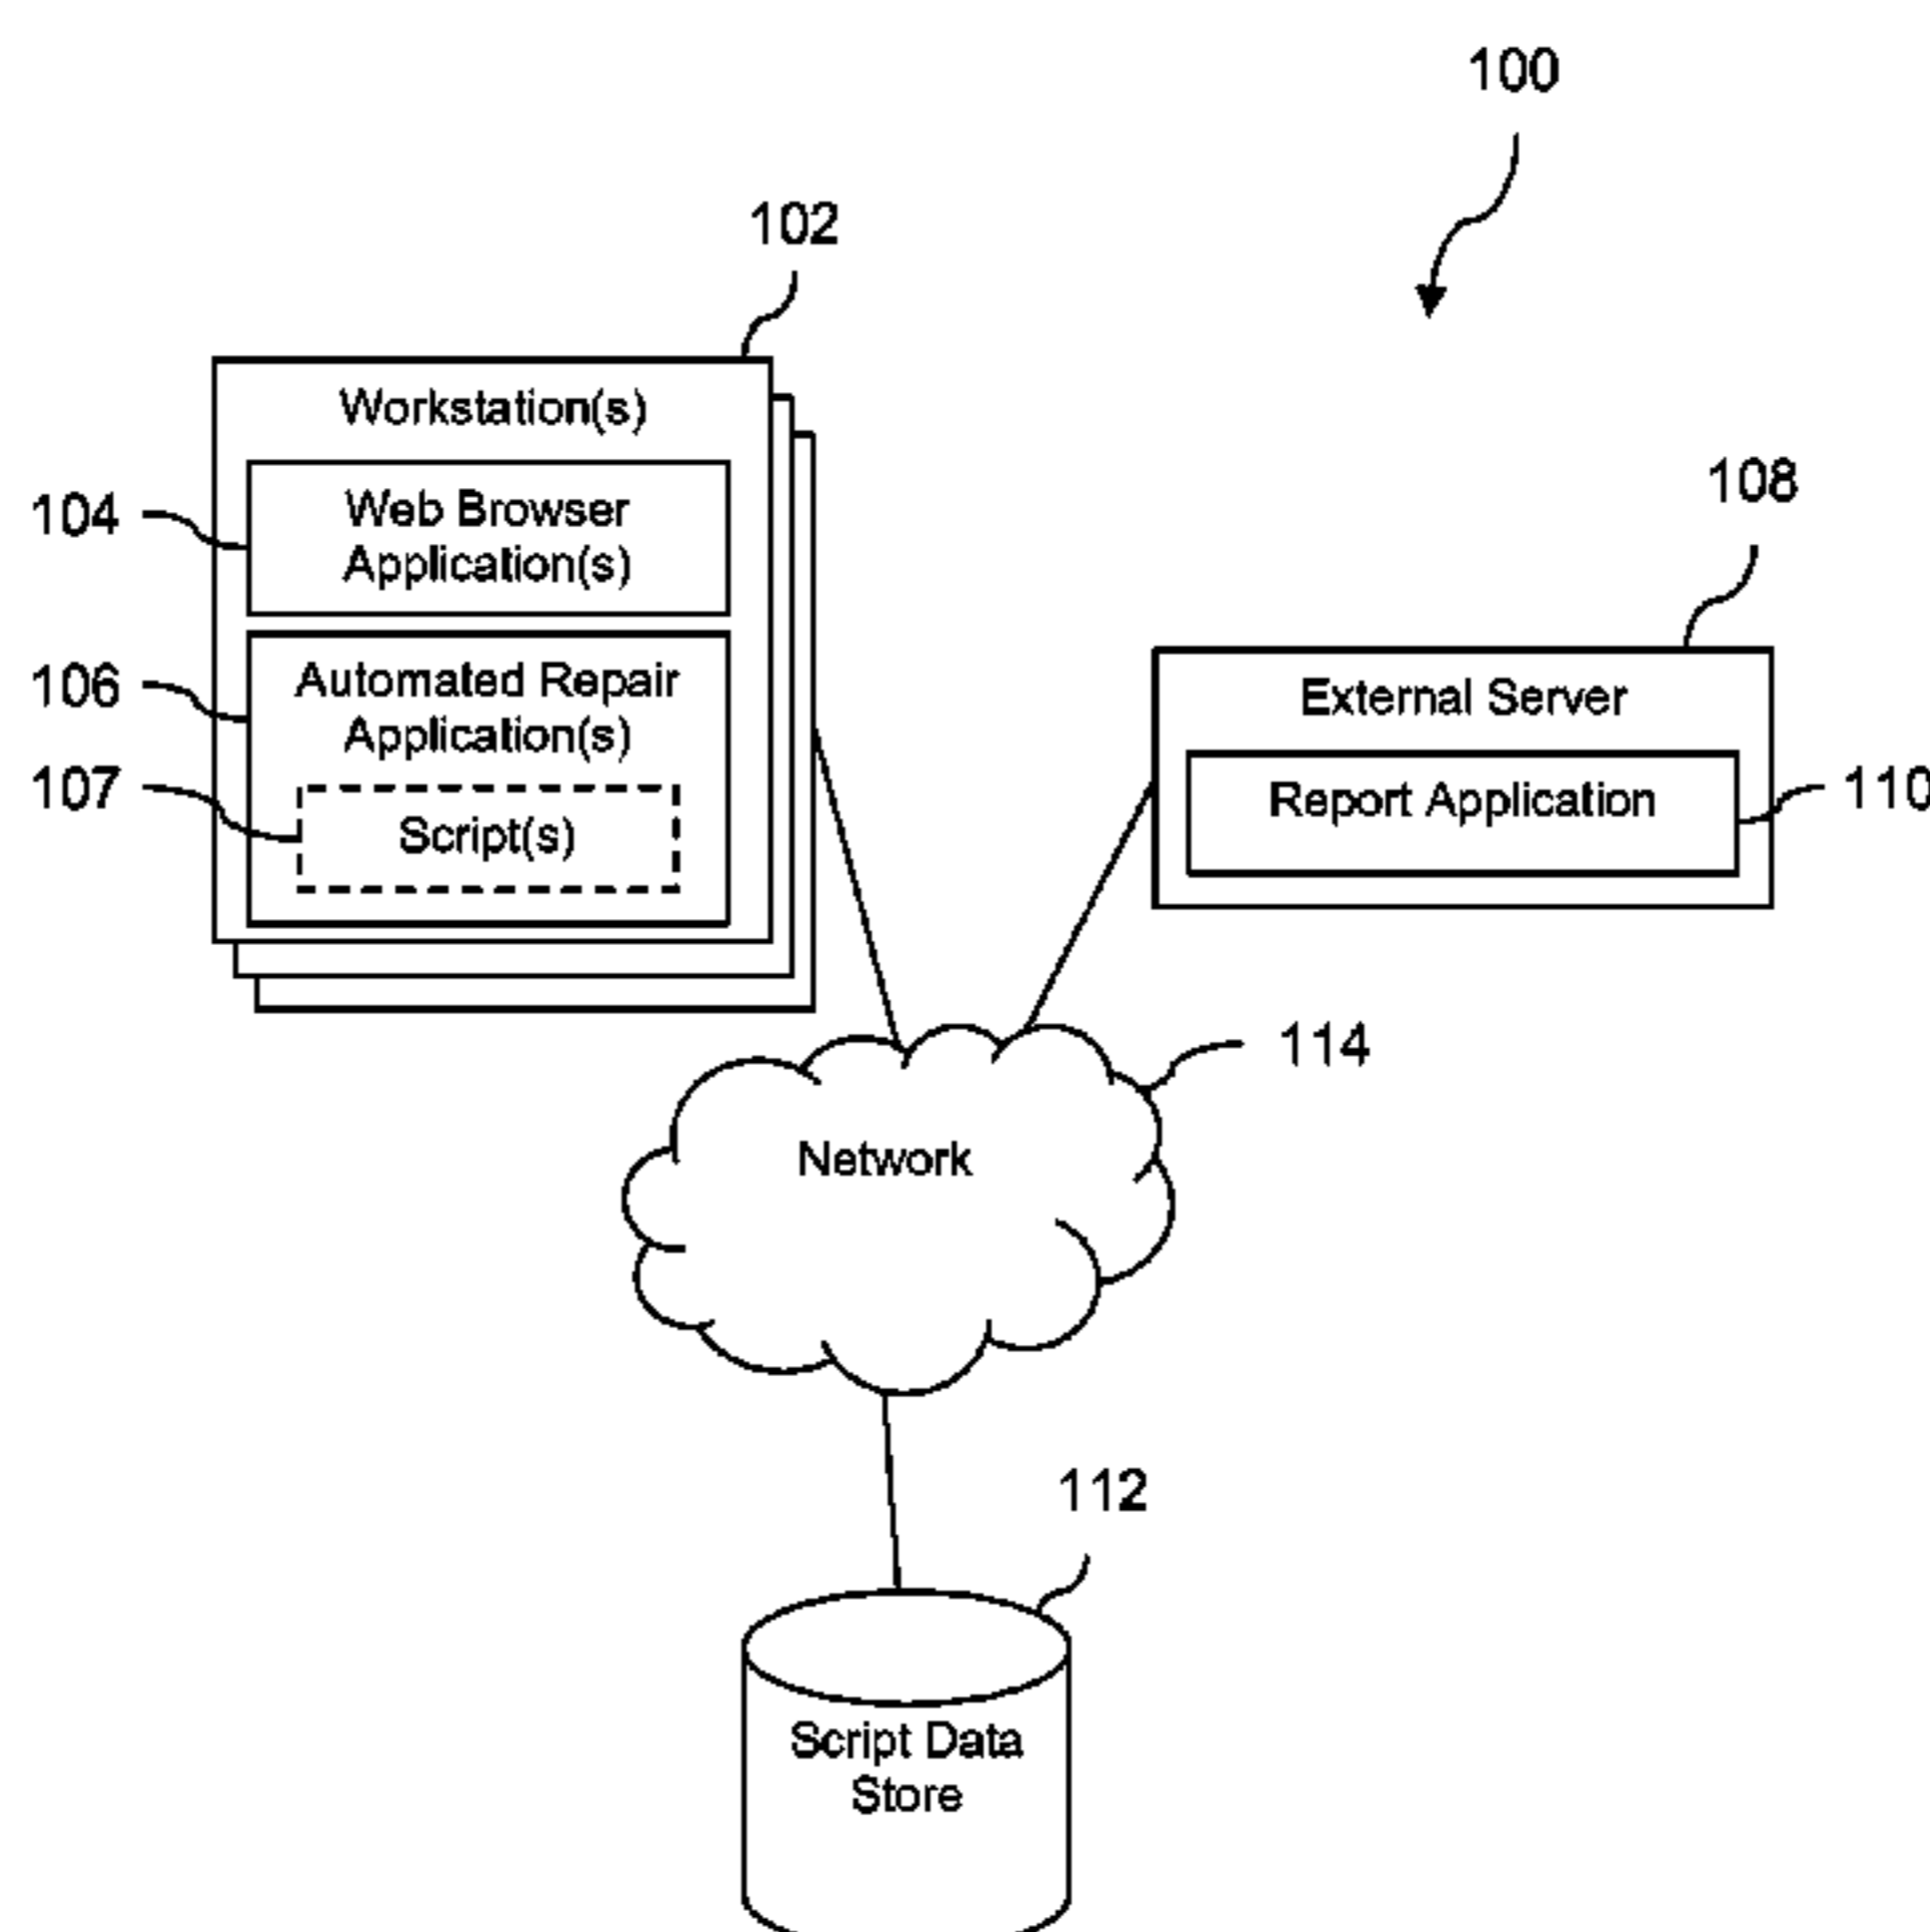 100
102
Workstation(s)
104
Web Browser
Application(s)
108
106
Automated Repair
Application(s)
External Server
107
Script(s)
Report Application
110
114
Network
112
Script Data
Store